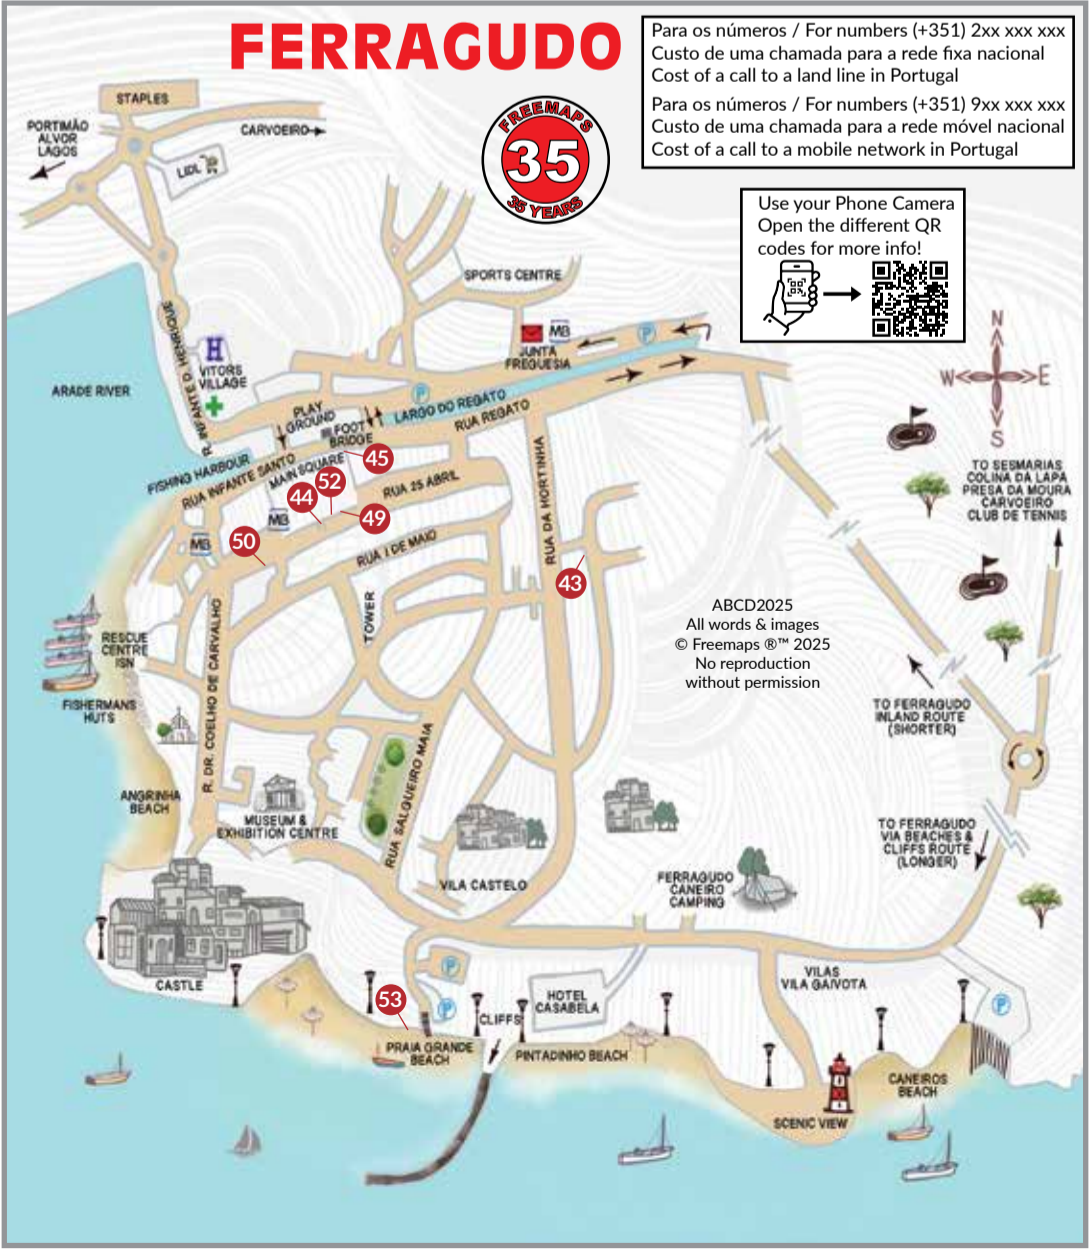 FERRAGUDO
Para os números / For numbers (+351) 2xx xxx xxx
Custo de uma chamada para a rede fixa nacional
Cost of a call to a land line in Portugal
Para os números / For numbers (+351) 9xx xxx xxx
Custo de uma chamada para a rede móvel nacional
Cost of a call to a mobile network in Portugal
FREEMAPS
35
35 YEARS
Use your Phone Camera
Open the different QR
codes for more info!
STAPLES
PORTIMÃO
ALVOR
LAGOS
CARVOEIRO
LIDL
SPORTS CENTRE
MB
JUNTA
FREGUESIA
P
R. INFANTE D. HENRIQUE
H
VITORS
VILLAGE
ARADE RIVER
P
LARGO DO REGATO
RUA REGATO
PLAY
GROUND
FOOT
BRIDGE
FISHING HARBOUR
RUA INFANTE SANTO
MAIN SQUARE
45
52
44
49
50
MB
MB
RUA 25 ABRIL
RUA 1 DE MAIO
RUA DA HORTINHA
43
TOWER
N
W
E
S
TO SESMARIAS
COLINA DA LAPA
PRESA DA MOURA
CARVOEIRO
CLUB DE TENNIS
ABCD2025
All words & images
© Freemaps ®™ 2025
No reproduction
without permission
RESCUE
CENTRE
ISN
FISHERMANS
HUTS
R. DR. COELHO DE CARVALHO
TO FERRAGUDO
INLAND ROUTE
(SHORTER)
ANGRINHA
BEACH
MUSEUM &
EXHIBITION CENTRE
RUA SALGUEIRO MAIA
TO FERRAGUDO
VIA BEACHES &
CLIFFS ROUTE
(LONGER)
VILA CASTELO
FERRAGUDO
CANEIRO
CAMPING
CASTLE
P
P
53
PRAIA GRANDE
BEACH
CLIFFS
HOTEL
CASABELA
PINTADINHO BEACH
VILAS
VILA GAIVOTA
P
CANEIROS
BEACH
SCENIC VIEW